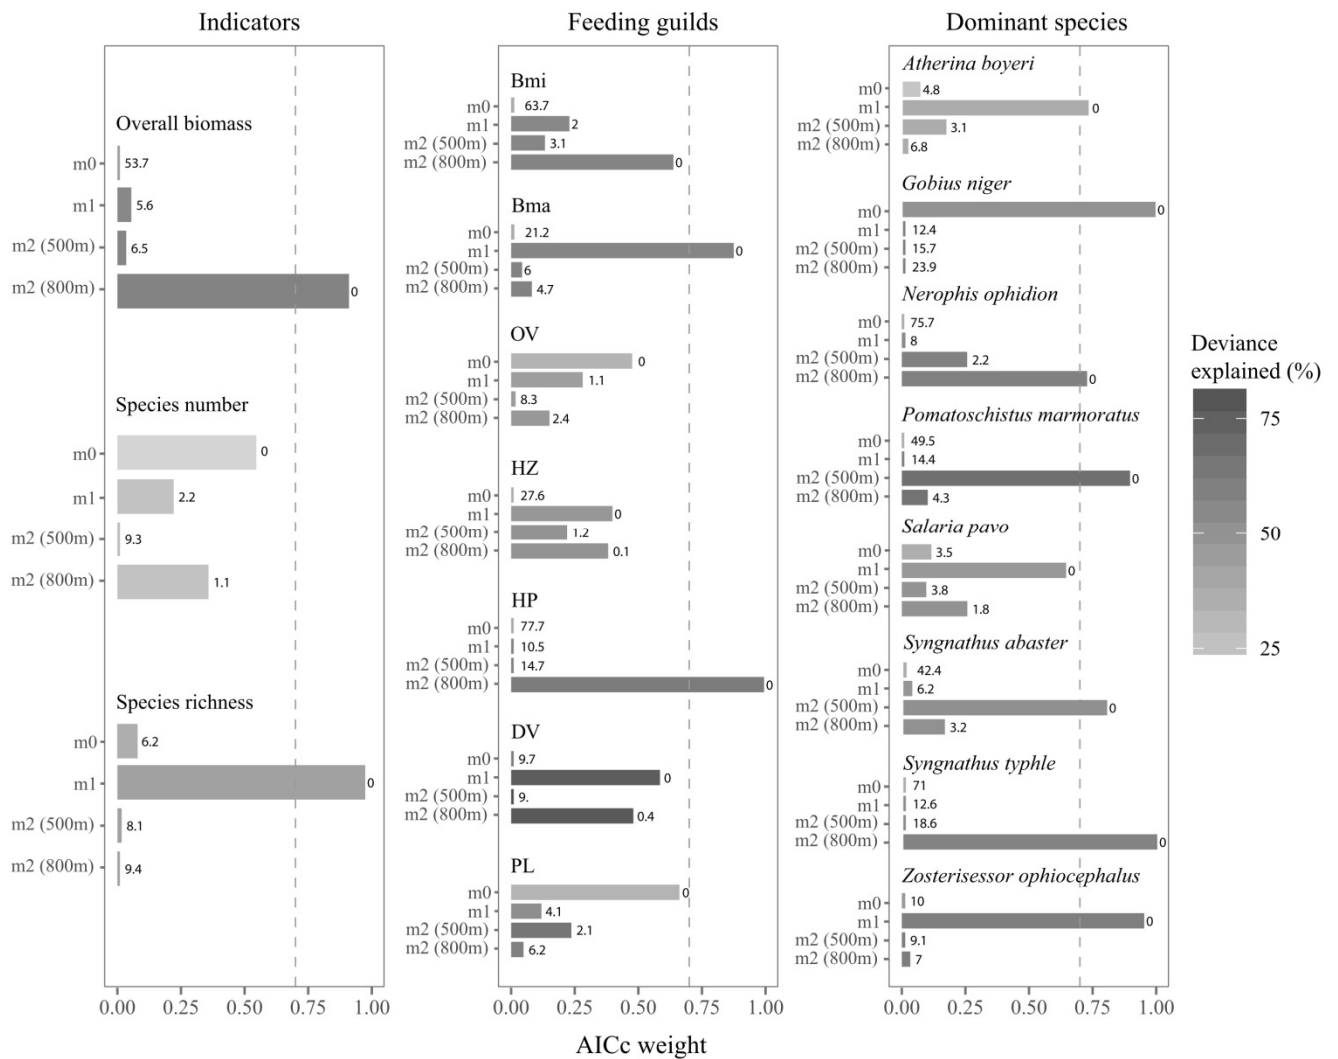 Indicators
Overall biomass
m0 53.7
m1 5.6
m2 (500m) 6.5
m2 (800m) 0
Species number
m0 0
m1 2.2
m2 (500m) 9.3
m2 (800m) 1.1
Species richness
m0 6.2
m1 0
m2 (500m) 8.1
m2 (800m) 9.4
0.00 0.25 0.50 0.75 1.00
Feeding guilds
Bmi
m0 63.7
m1 2
m2 (500m) 3.1
m2 (800m) 0
Bma
m0 21.2
m1 0
m2 (500m) 6
m2 (800m) 4.7
OV
m0 0
m1 1.1
m2 (500m) 8.3
m2 (800m) 2.4
HZ
m0 27.6
m1 0
m2 (500m) 1.2
m2 (800m) 0.1
HP
m0 77.7
m1 10.5
m2 (500m) 14.7
m2 (800m) 0
DV
m0 9.7
m1 0
m2 (500m) 9.
m2 (800m) 0.4
PL
m0 0
m1 4.1
m2 (500m) 2.1
m2 (800m) 6.2
0.00 0.25 0.50 0.75 1.00
AICc weight
Dominant species
Atherina boyeri
m0 4.8
m1 0
m2 (500m) 3.1
m2 (800m) 6.8
Gobius niger
m0 0
m1 12.4
m2 (500m) 15.7
m2 (800m) 23.9
Nerophis ophidion
m0 75.7
m1 8
m2 (500m) 2.2
m2 (800m) 0
Pomatoschistus marmoratus
m0 49.5
m1 14.4
m2 (500m) 0
m2 (800m) 4.3
Salaria pavo
m0 3.5
m1 0
m2 (500m) 3.8
m2 (800m) 1.8
Syngnathus abaster
m0 42.4
m1 6.2
m2 (500m) 0
m2 (800m) 3.2
Syngnathus typhle
m0 71
m1 12.6
m2 (500m) 18.6
m2 (800m) 0
Zosterisessor ophiocephalus
m0 10
m1 0
m2 (500m) 9.1
m2 (800m) 7
0.00 0.25 0.50 0.75 1.00
Deviance
explained (%)
75
50
25